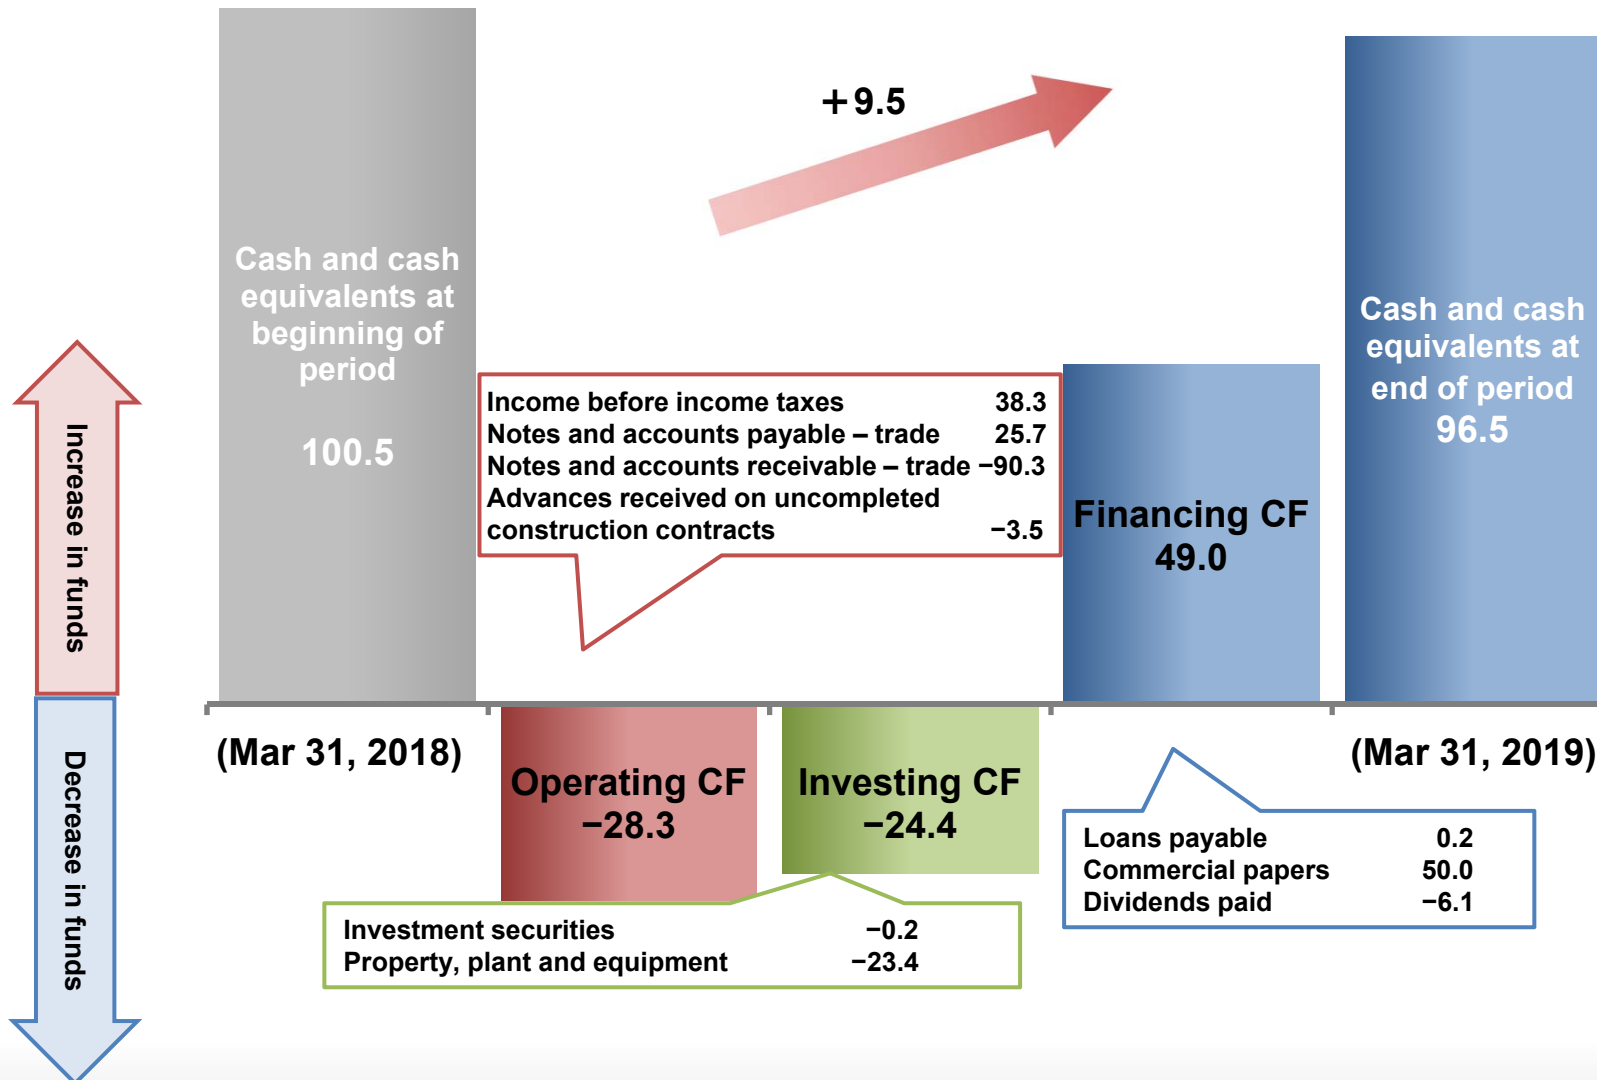 +9.5
Cash and cash
equivalents at
beginning of
period
100.5
Increase in funds
Decrease in funds
Income before income taxes 38.3
Notes and accounts payable – trade 25.7
Notes and accounts receivable – trade −90.3
Advances received on uncompleted
construction contracts −3.5
Financing CF
49.0
Cash and cash
equivalents at
end of period
96.5
(Mar 31, 2018)
Operating CF
−28.3
Investing CF
−24.4
(Mar 31, 2019)
Loans payable 0.2
Commercial papers 50.0
Dividends paid −6.1
Investment securities −0.2
Property, plant and equipment −23.4